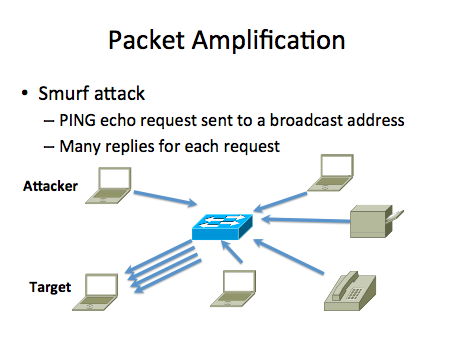 Packet Amplification
• Smurf attack
– PING echo request sent to a broadcast address
– Many replies for each request
Attacker
Target